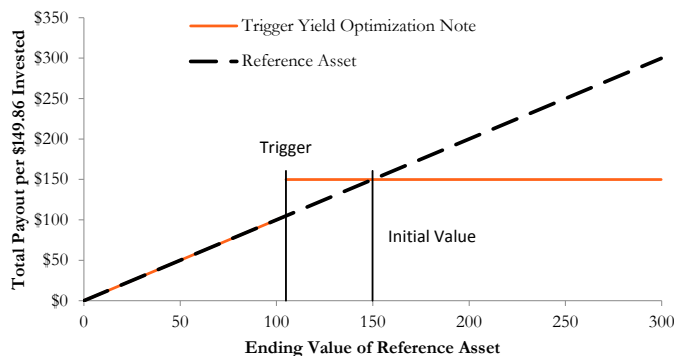 Trigger Yield Optimization Note
Reference Asset
Total Payout per $149.86 Invested
$350
$300
$250
$200
$150
$100
$50
$0
Trigger
Initial Value
0 50 100 150 200 250 300
Ending Value of Reference Asset